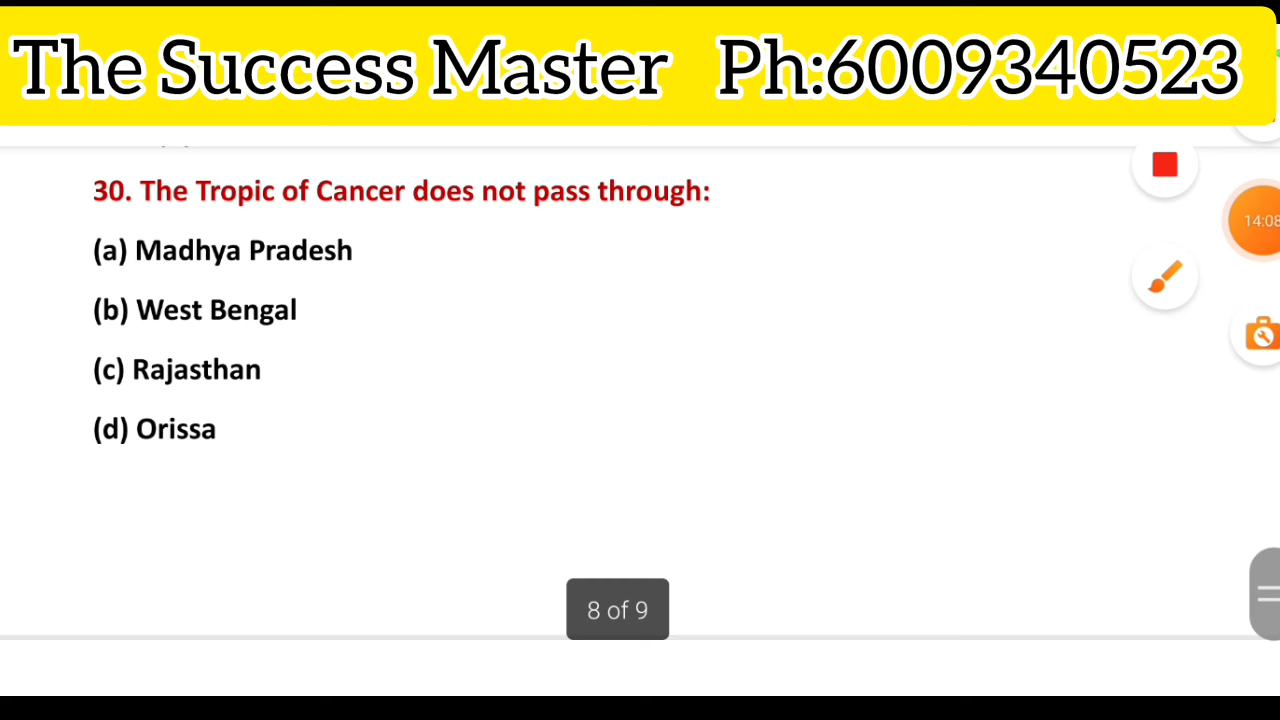 The Success Master Ph:6009340523
30. The Tropic of Cancer does not pass through:
14:08
(a) Madhya Pradesh
(b) West Bengal
(c) Rajasthan
(d) Orissa
8 of 9